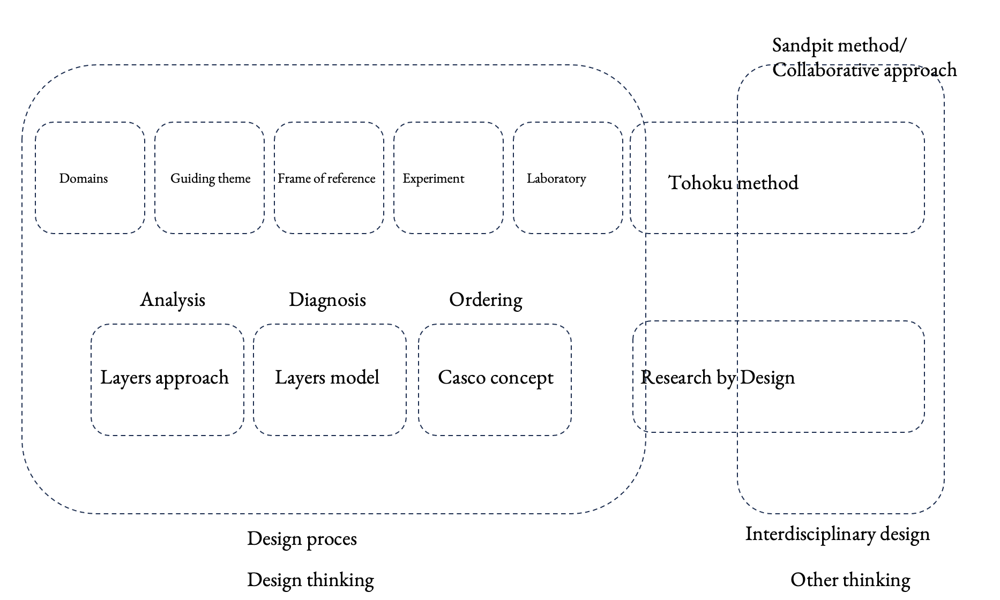 Sandpit method/
Collaborative approach
Domains
Guiding theme
Frame of reference
Experiment
Laboratory
Tohoku method
Analysis
Diagnosis
Ordering
Layers approach
Layers model
Casco concept
Research by Design
Design proces
Interdisciplinary design
Design thinking
Other thinking